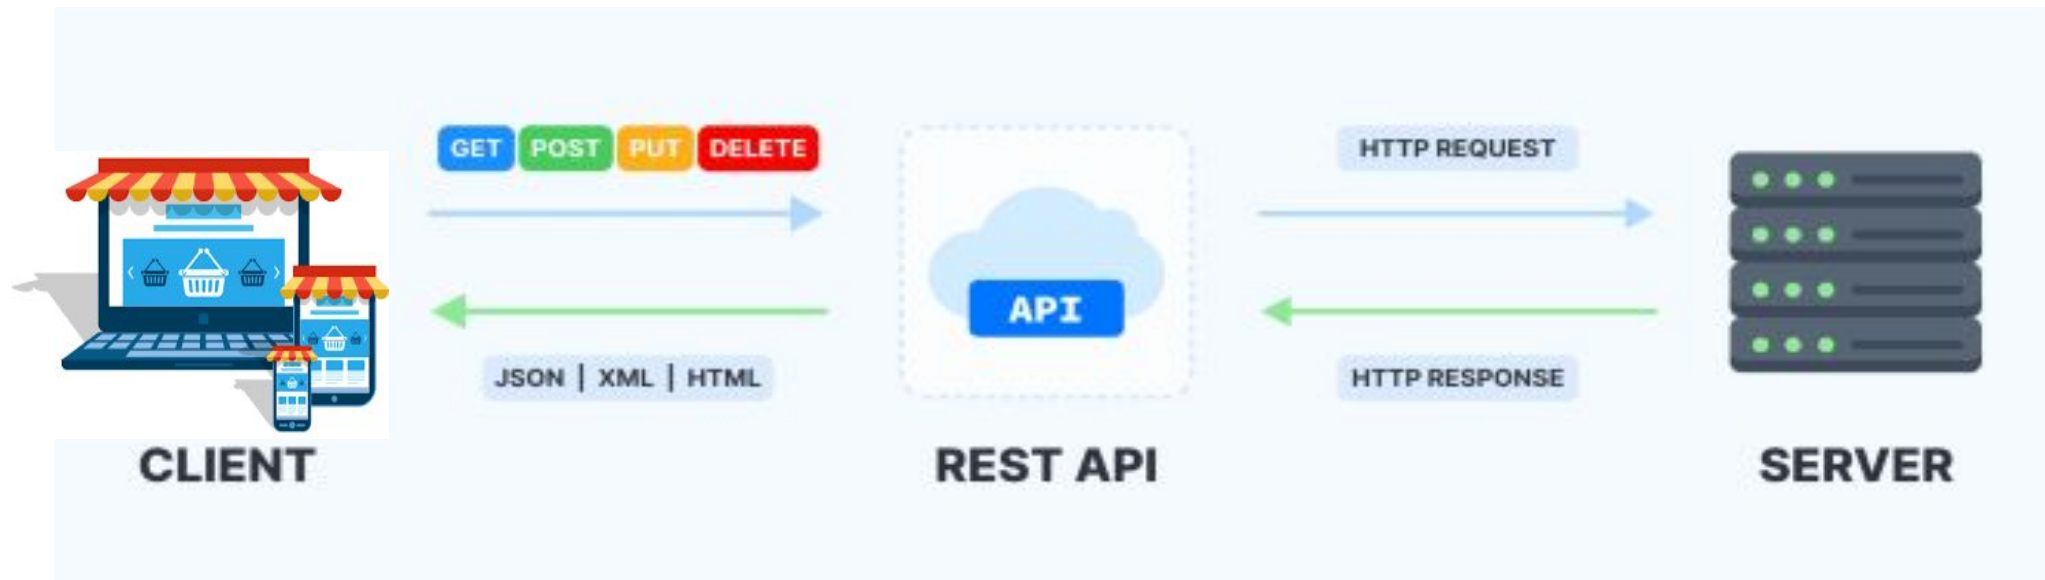 GET POST PUT DELETE
HTTP REQUEST
API
JSON | XML | HTML
HTTP RESPONSE
CLIENT
REST API
SERVER